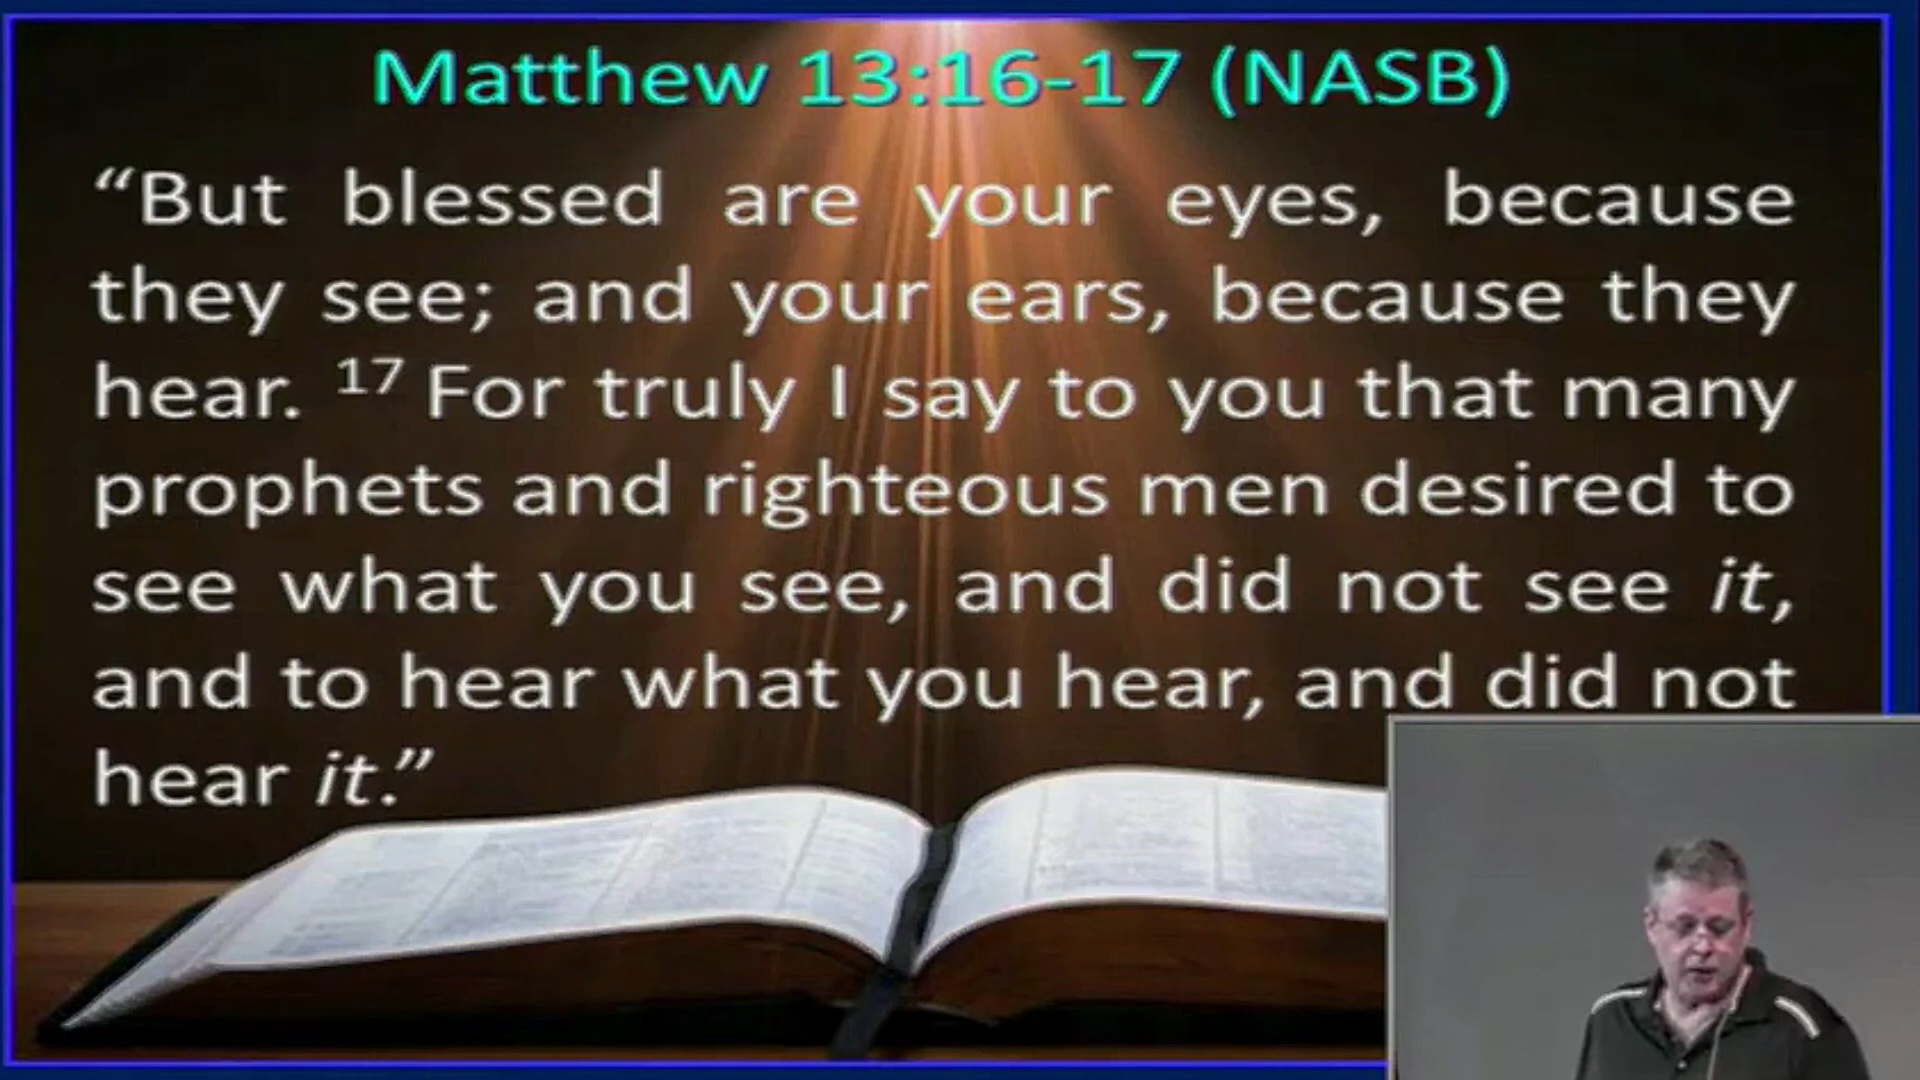 Matthew 13:16-17 (NASB)
“But blessed are your eyes, because
they see; and your ears, because they
hear. 17 For truly I say to you that many
prophets and righteous men desired to
see what you see, and did not see it,
and to hear what you hear, and did not
hear it.”